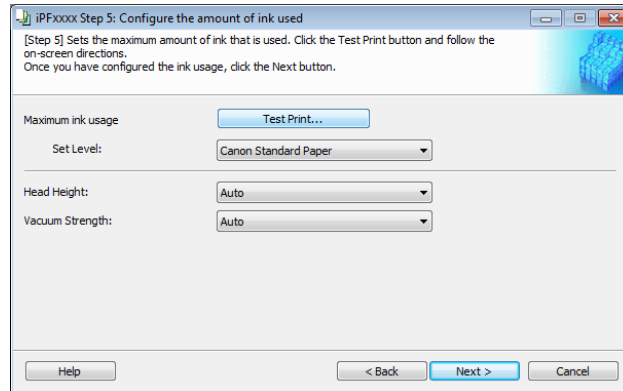 iPFxxxx Step 5: Configure the amount of ink used
[Step 5] Sets the maximum amount of ink that is used. Click the Test Print button and follow the
on-screen directions.
Once you have configured the ink usage, click the Next button.
Maximum ink usage
Test Print...
Set Level:
Canon Standard Paper
Head Height:
Auto
Vacuum Strength:
Auto
Help
< Back
Next >
Cancel